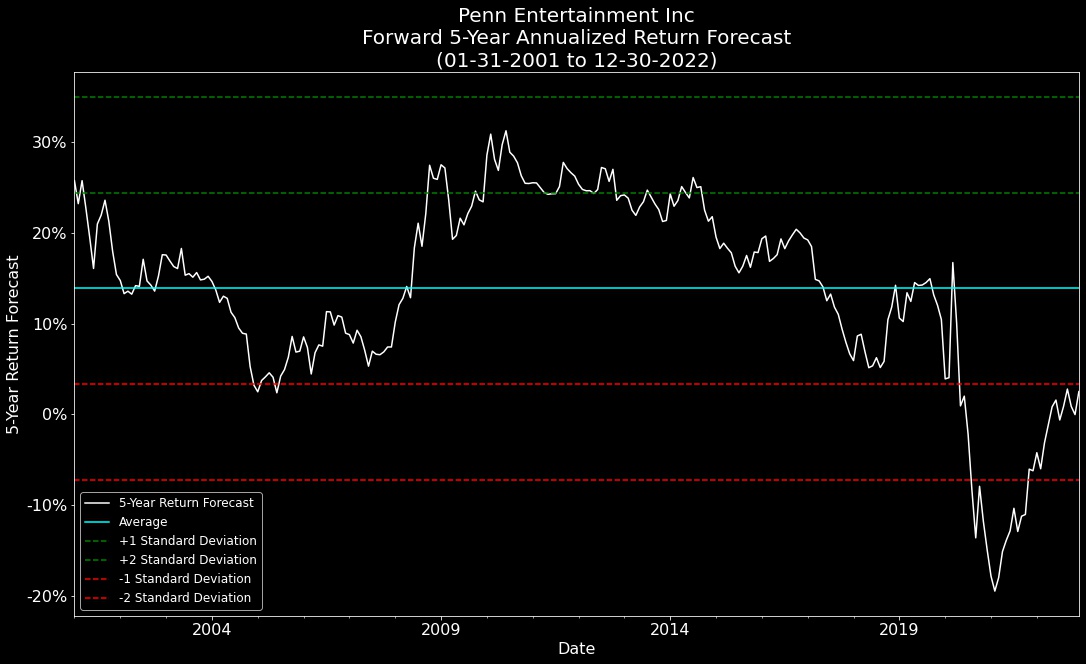 Penn Entertainment Inc
Forward 5-Year Annualized Return Forecast
(01-31-2001 to 12-30-2022)
5-Year Return Forecast
30%
20%
10%
0%
-10%
-20%
5-Year Return Forecast
Average
+1 Standard Deviation
+2 Standard Deviation
-1 Standard Deviation
-2 Standard Deviation
2004
2009
2014
2019
Date